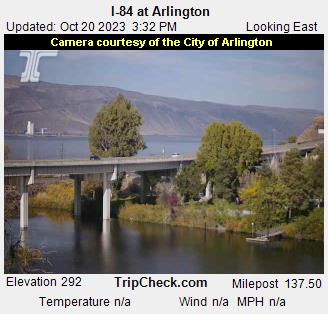 I-84 at Arlington
Updated: Oct 20 2023 3:32 PM Looking East
Camera courtesy of the City of Arlington
Elevation 292 TripCheck.com Milepost 137.50
Temperature n/a Wind n/a MPH n/a